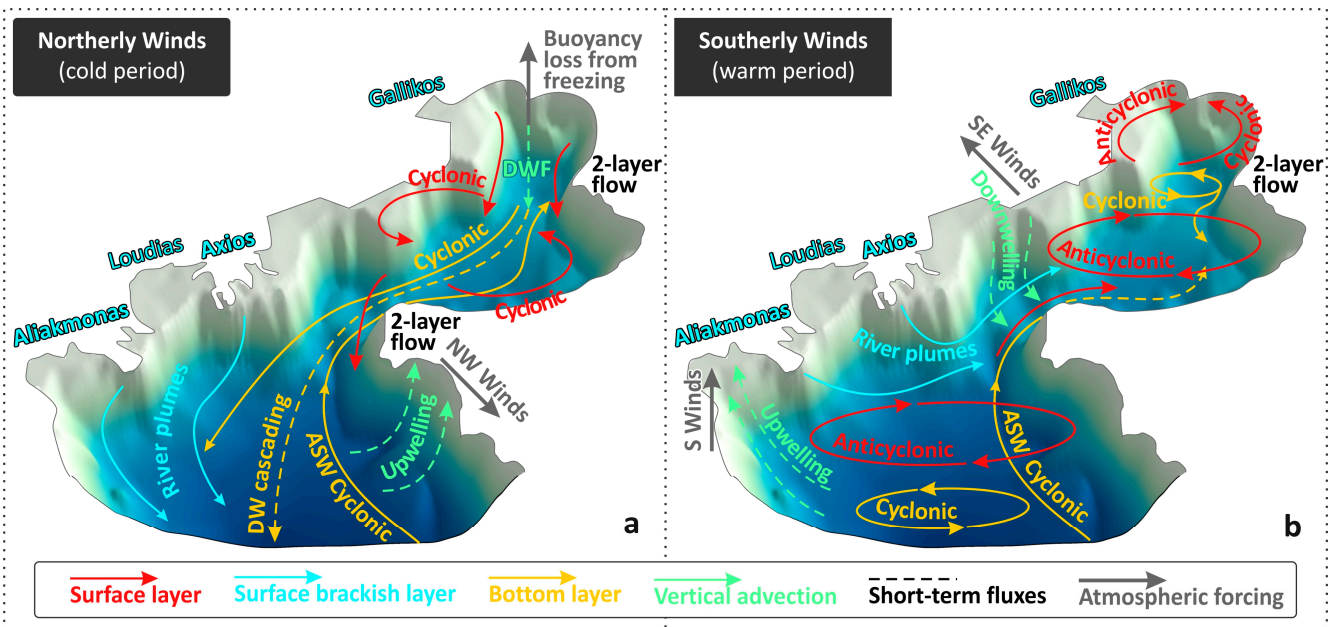 Northerly Winds
(cold period)
Buoyancy
loss from
freezing
Gallikos
DWF
2-layer
flow
Cyclonic
Cyclonic
Cyclonic
Loudias
Axios
Aliakmonas
2-layer
flow
NW Winds
River plumes
DW cascading
ASW Cyclonic
Upwelling
a
Southerly Winds
(warm period)
Gallikos
Anticyclonic
Cyclonic
SE Winds
2-layer
flow
Downwelling
Cyclonic
Anticyclonic
Loudias
Axios
Aliakmonas
River plumes
S Winds
Upwelling
Anticyclonic
ASW Cyclonic
Cyclonic
b
Surface layer
Surface brackish layer
Bottom layer
Vertical advection
Short-term fluxes
Atmospheric forcing